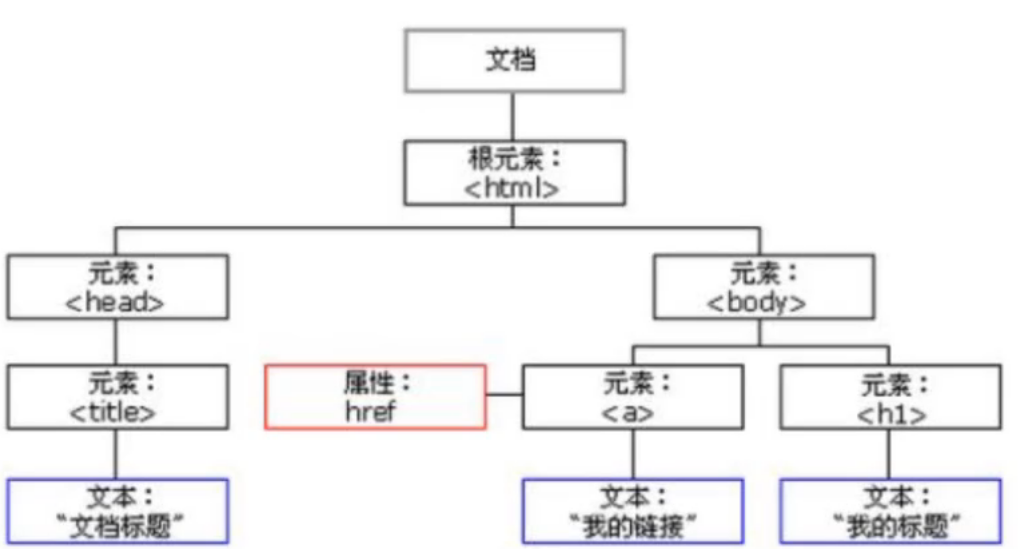 文档
根元素：
<html>
元素：
<head>
元素：
<body>
元素：
<title>
属性：
href
元素：
<a>
元素：
<h1>
文本：
“文档标题”
文本：
“我的链接”
文本：
“我的标题”